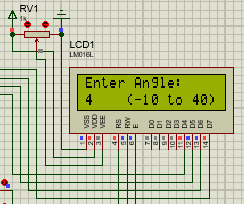 RV1
1k
LCD1
LM016L
Enter Angle:
4 (-10 to 40)
VSS
VDD
VEE
RS
RW
E
D0
D1
D2
D3
D4
D5
D6
D7
1
2
3
4
5
6
7
8
9
10
11
12
13
14